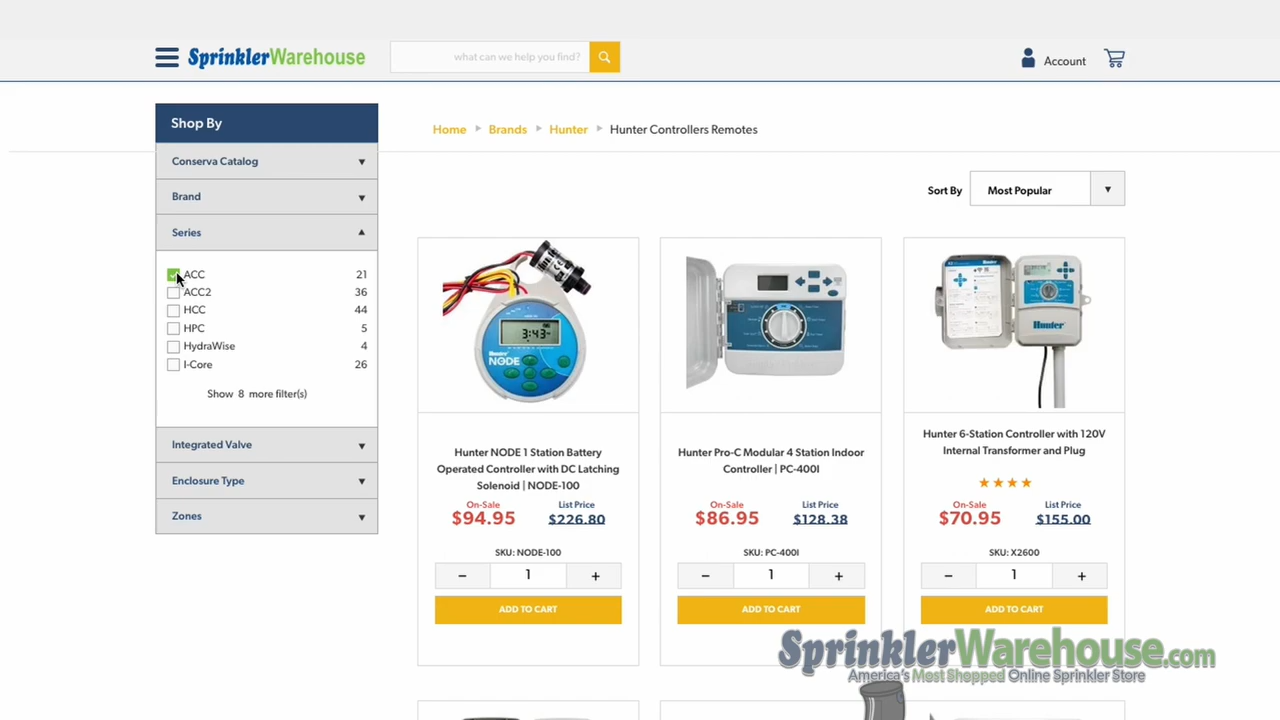 SprinklerWarehouse
what can we help you find?
Account
Shop By
Conserva Catalog
Brand
Series
ACC 21
ACC2 36
HCC 44
HPC 5
HydraWise 4
I-Core 26
Show 8 more filter(s)
Integrated Valve
Enclosure Type
Zones
Home Brands Hunter Hunter Controllers Remotes
Sort By Most Popular
3:43
Hunter
NODE
Hunter NODE 1 Station Battery
Operated Controller with DC Latching
Solenoid | NODE-100
On-Sale List Price
$94.95 $226.80
SKU: NODE-100
− 1 +
ADD TO CART
Hunter Pro-C Modular 4 Station Indoor
Controller | PC-400I
On-Sale List Price
$86.95 $128.38
SKU: PC-400I
− 1 +
ADD TO CART
Hunter
Hunter 6-Station Controller with 120V
Internal Transformer and Plug
On-Sale List Price
$70.95 $155.00
SKU: X2600
− 1 +
ADD TO CART
SprinklerWarehouse.com
America's Most Shopped Online Sprinkler Store